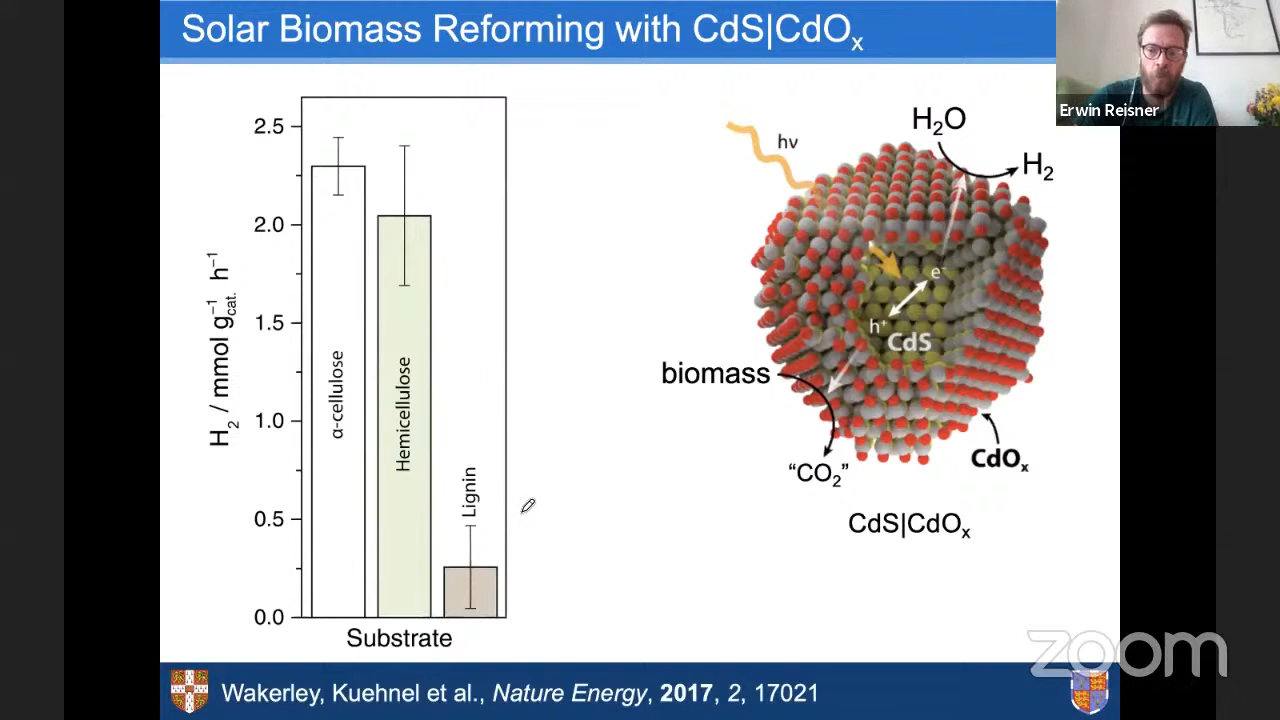 Solar Biomass Reforming with CdS|CdOₓ
Erwin Reisner
H₂ / mmol g⁻¹cat. h⁻¹
2.5
2.0
1.5
1.0
0.5
0.0
α-cellulose
Hemicellulose
Lignin
Substrate
hν
H₂O
H₂
e⁻
h⁺
CdS
biomass
“CO₂”
CdOₓ
CdS|CdOₓ
Wakerley, Kuehnel et al., Nature Energy, 2017, 2, 17021
zoom